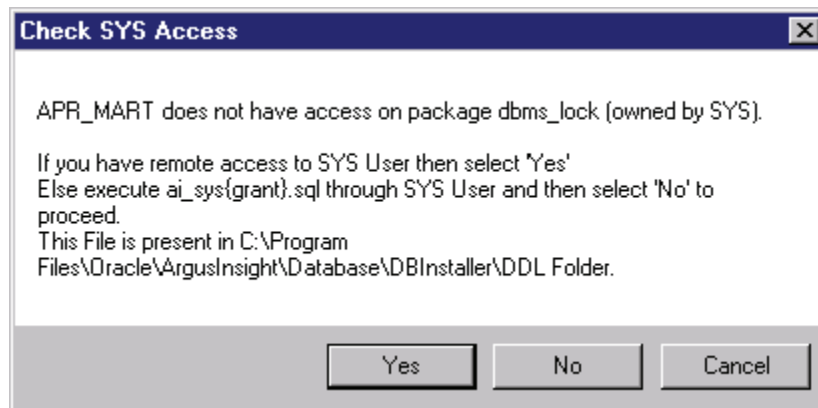 Check SYS Access
APR_MART does not have access on package dbms_lock (owned by SYS).
If you have remote access to SYS User then select 'Yes'
Else execute ai_sys{grant}.sql through SYS User and then select 'No' to
proceed.
This File is present in C:\Program
Files\Oracle\ArgusInsight\Database\DBInstaller\DDL Folder.
Yes
No
Cancel